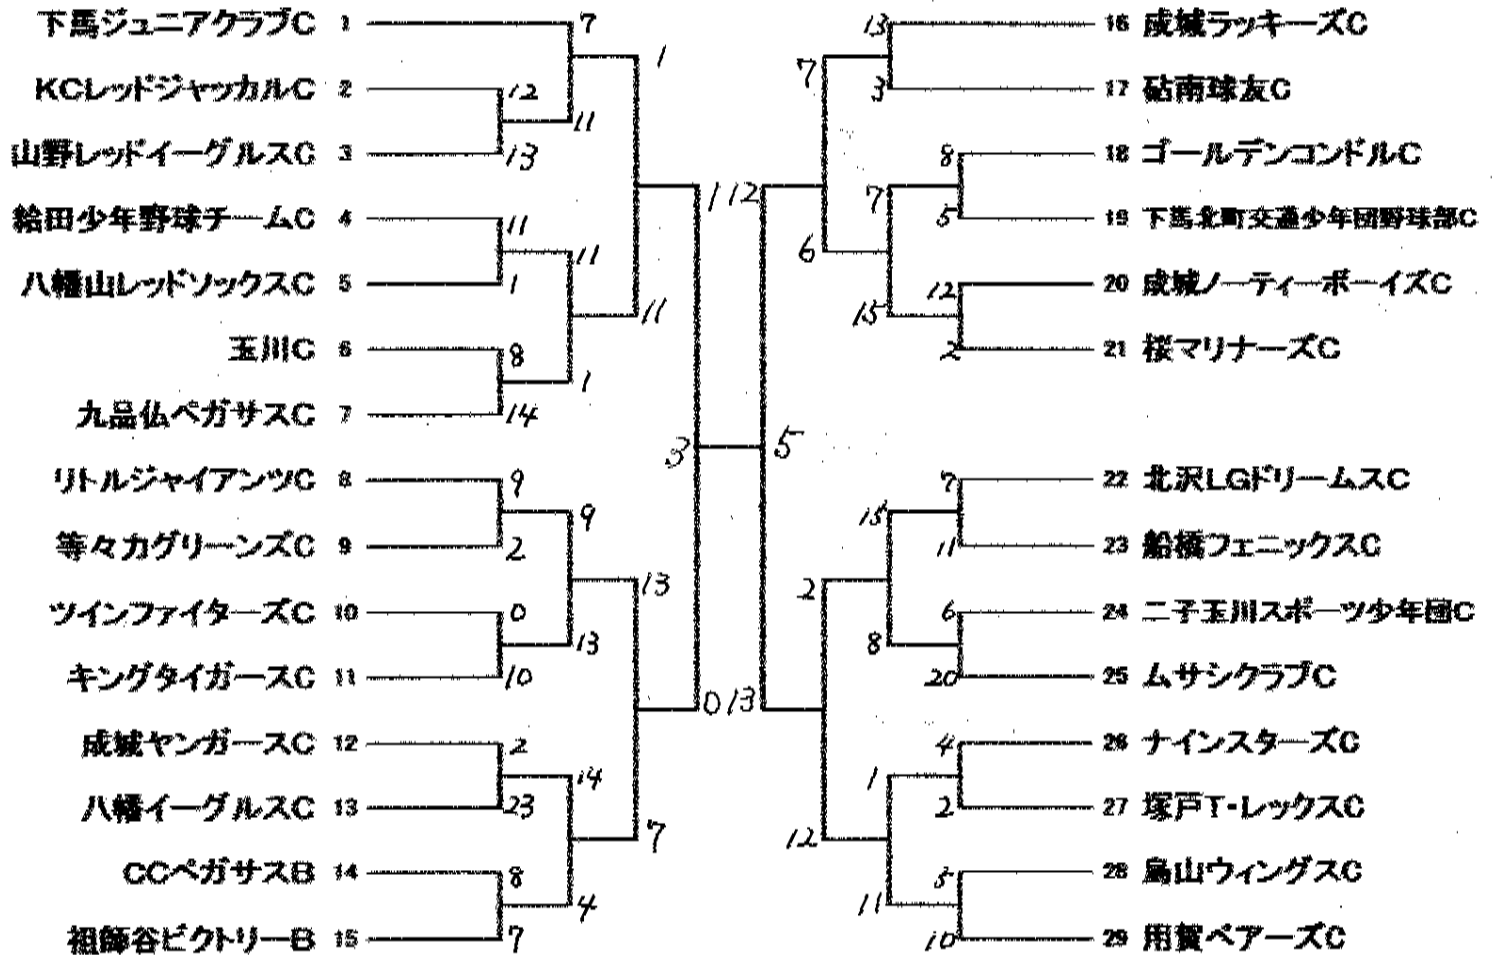 下馬ジュニアクラブC 1 7
1
KCレッドジャッカルC 2 12
11
山野レッドイーグルスC 3 13
1
給田少年野球チームC 4 11
11
八幡山レッドソックスC 5 1
11
玉川C 6 8
1
九品仏ペガサスC 7 14
3
リトルジャイアンツC 8 9
9
等々力グリーンズC 9 2
13
ツインファイターズC 10 0
13
キングタイガースC 11 10
0
成城ヤンガースC 12 2
14
八幡イーグルスC 13 23
7
CCペガサスB 14 8
4
祖師谷ビクトリーB 15 7
13 16 成城ラッキーズC
7
3 17 砧南球友C
12
8 18 ゴールデンコンドルC
7
5 19 下馬北町交通少年団野球部C
6
12 20 成城ノーティーボーイズC
15
2 21 桜マリナーズC
5
7 22 北沢LGドリームスC
15
11 23 船橋フェニックスC
2
6 24 二子玉川スポーツ少年団C
8
20 25 ムサシクラブC
13
4 26 ナインスターズC
1
2 27 塚戸T・レックスC
12
5 28 烏山ウィングスC
11
10 29 用賀ベアーズC